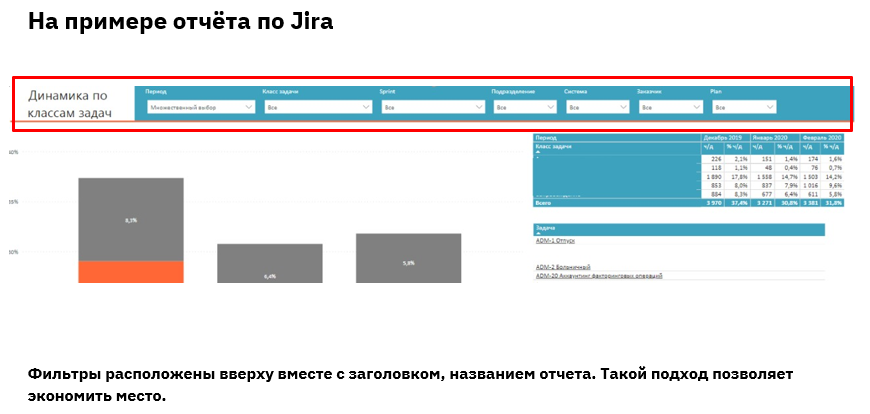 На примере отчёта по Jira
Динамика по
классам задач
Период Класс задачи Sprint Подразделение Система Заказчик Plan
Множественный выбор Все Все Все Все Все Все
Период Декабрь 2019 Январь 2020 Февраль 2020
Класс задачи ч/д % ч/д ч/д % ч/д ч/д % ч/д
226 2,1% 151 1,4% 174 1,6%
118 1,1% 48 0,4% 76 0,7%
1 890 17,8% 1 558 14,7% 1 503 14,2%
853 8,0% 837 7,9% 1 016 9,6%
884 8,3% 677 6,4% 611 5,8%
Всего 3 970 37,4% 3 271 30,8% 3 381 31,8%
8,3%
6,4%
5,8%
Задача
ADM-1 Отпуск
ADM-2 Больничный
ADM-20 Аккаунтинг факторинговых операций
Фильтры расположены вверху вместе с заголовком, названием отчета. Такой подход позволяет
экономить место.